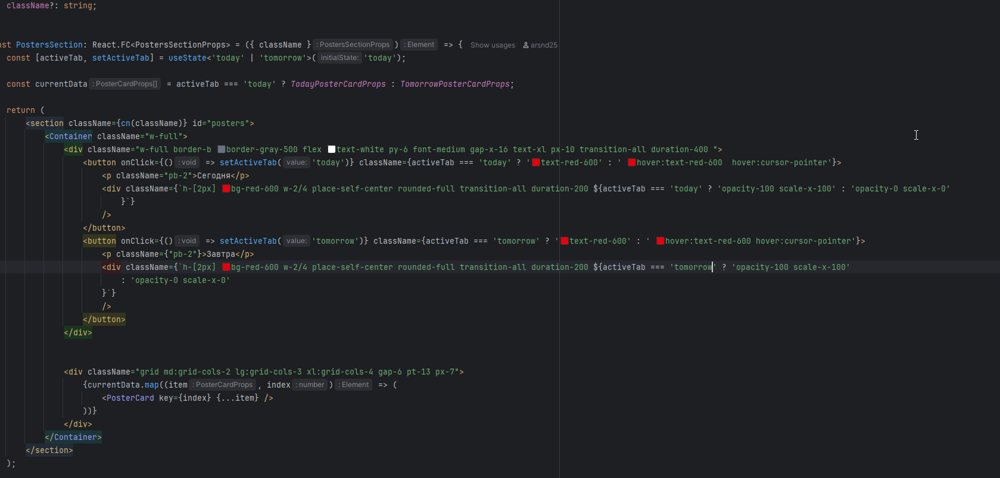 className?: string;
nst PostersSection: React.FC<PostersSectionProps> = ({ className } : PostersSectionProps ) : Element => { Show usages arsnd25
const [activeTab, setActiveTab] = useState<'today' | 'tomorrow'>( initialState: 'today');
const currentData : PosterCardProps[] = activeTab === 'today' ? TodayPosterCardProps : TomorrowPosterCardProps;
return (
<section className={cn(className)} id="posters">
<Container className="w-full">
<div className="w-full border-b border-gray-500 flex text-white py-6 font-medium gap-x-16 text-xl px-10 transition-all duration-400 ">
<button onClick={() : void => setActiveTab( value: 'today')} className={activeTab === 'today' ? 'text-red-600' : ' hover:text-red-600  hover:cursor-pointer'}>
<p className="pb-2">Сегодня</p>
<div className={`h-[2px] bg-red-600 w-2/4 place-self-center rounded-full transition-all duration-200 ${activeTab === 'today' ? 'opacity-100 scale-x-100' : 'opacity-0 scale-x-0'
}`}
/>
</button>
<button onClick={() : void => setActiveTab( value: 'tomorrow')} className={activeTab === 'tomorrow' ? 'text-red-600' : ' hover:text-red-600 hover:cursor-pointer'}>
<p className={"pb-2"}>Завтра</p>
<div className={`h-[2px] bg-red-600 w-2/4 place-self-center rounded-full transition-all duration-200 ${activeTab === 'tomorrow' ? 'opacity-100 scale-x-100'
: 'opacity-0 scale-x-0'
}`}
/>
</button>
</div>
<div className="grid md:grid-cols-2 lg:grid-cols-3 xl:grid-cols-4 gap-6 pt-13 px-7">
{currentData.map((item : PosterCardProps , index : number ) : Element => (
<PosterCard key={index} {...item} />
))}
</div>
</Container>
</section>
);